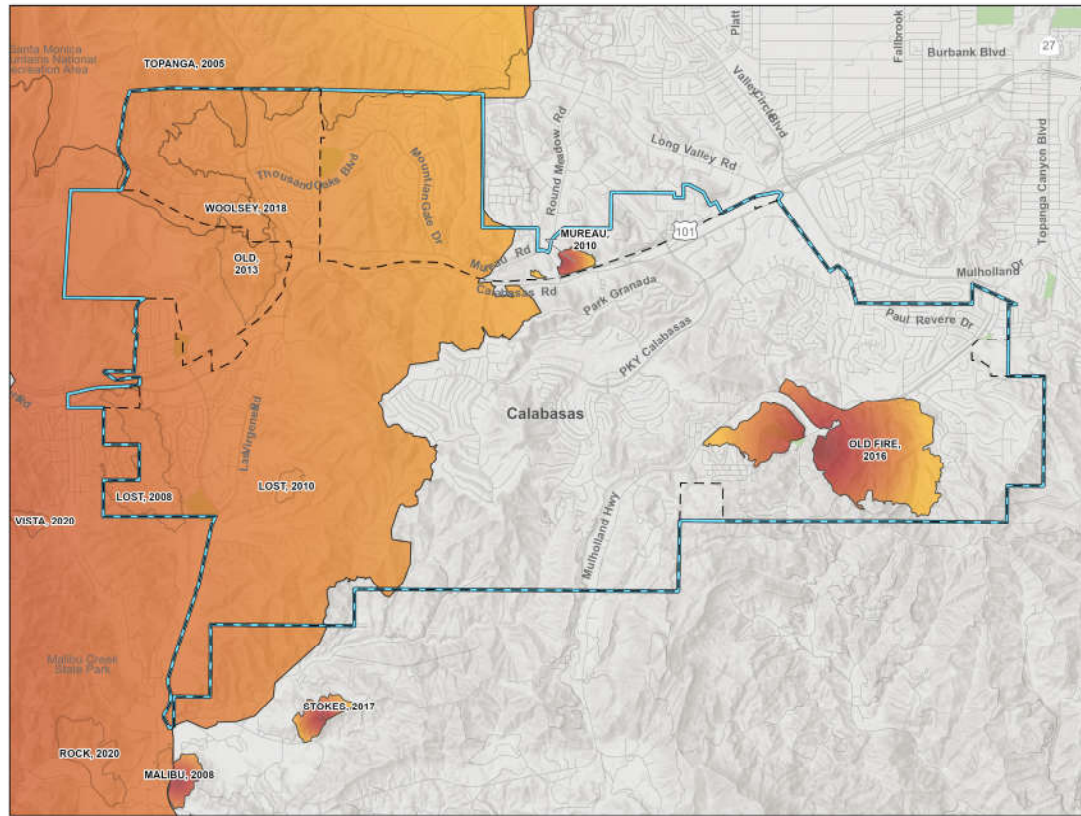 Santa Monica
untains National
ecreation Area
TOPANGA, 2005
Platt
Fallbrook
27
Burbank Blvd
Valley Circle Blvd
Long Valley Rd
Topanga Canyon Blvd
Round Meadow Rd
Thousand Oaks Blvd
Mountain Gate Dr
WOOLSEY, 2018
101
OLD,
2013
MUREAU,
2010
Mureau Rd
Calabasas Rd
Park Granada
Mulholland Dr
Paul Revere Dr
PKY Calabasas
Calabasas
Rd
Las Virgenes Rd
OLD FIRE,
2016
LOST, 2008
LOST, 2010
VISTA, 2020
Mulholland Hwy
Malibu Creek
State Park
STOKES, 2017
ROCK, 2020
MALIBU, 2008